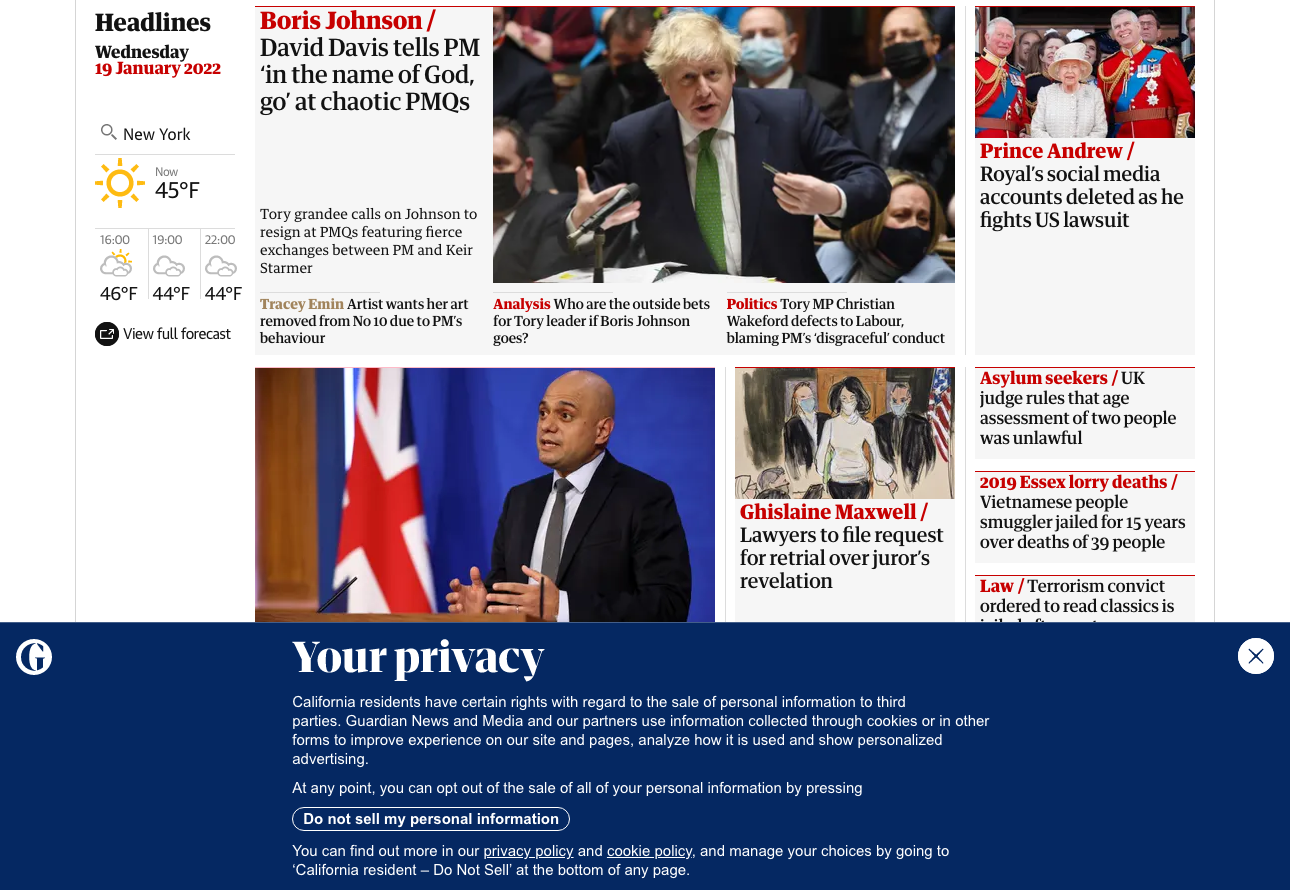 Headlines
Wednesday
19 January 2022
New York
Now
45°F
16:00
19:00
22:00
46°F
44°F
44°F
View full forecast
Boris Johnson /
David Davis tells PM
‘in the name of God,
go’ at chaotic PMQs
Tory grandee calls on Johnson to
resign at PMQs featuring fierce
exchanges between PM and Keir
Starmer
Tracey Emin Artist wants her art
removed from No 10 due to PM’s
behaviour
Analysis Who are the outside bets
for Tory leader if Boris Johnson
goes?
Politics Tory MP Christian
Wakeford defects to Labour,
blaming PM’s ‘disgraceful’ conduct
Prince Andrew /
Royal’s social media
accounts deleted as he
fights US lawsuit
Ghislaine Maxwell /
Lawyers to file request
for retrial over juror’s
revelation
Asylum seekers / UK
judge rules that age
assessment of two people
was unlawful
2019 Essex lorry deaths /
Vietnamese people
smuggler jailed for 15 years
over deaths of 39 people
Law / Terrorism convict
ordered to read classics is
G
Your privacy
California residents have certain rights with regard to the sale of personal information to third
parties. Guardian News and Media and our partners use information collected through cookies or in other
forms to improve experience on our site and pages, analyze how it is used and show personalized
advertising.
At any point, you can opt out of the sale of all of your personal information by pressing
Do not sell my personal information
You can find out more in our privacy policy and cookie policy, and manage your choices by going to
‘California resident – Do Not Sell’ at the bottom of any page.